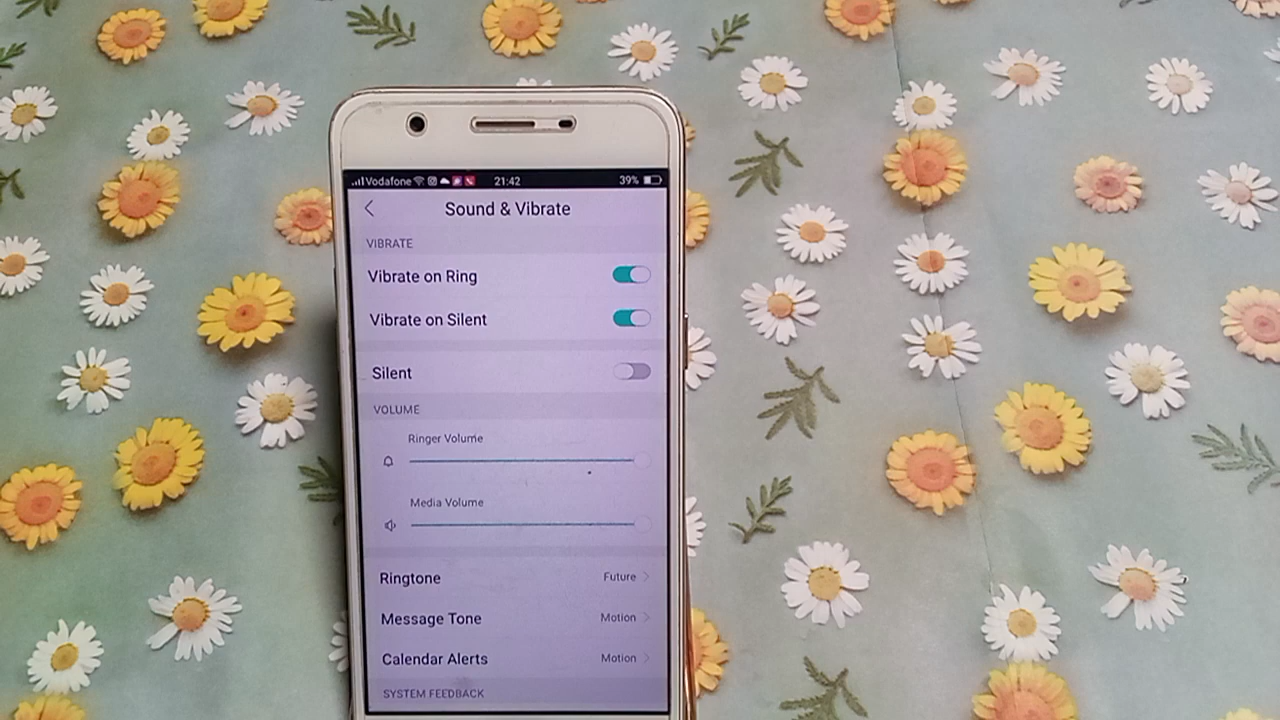 Vodafone 21:42 39%
Sound & Vibrate
VIBRATE
Vibrate on Ring
Vibrate on Silent
Silent
VOLUME
Ringer Volume
Media Volume
Ringtone Future
Message Tone Motion
Calendar Alerts Motion
SYSTEM FEEDBACK